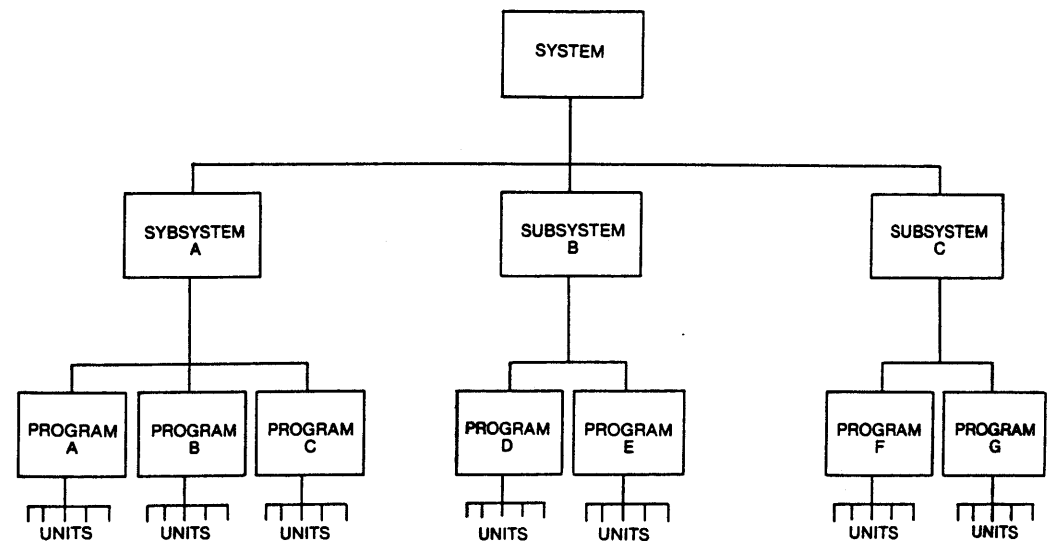 SYSTEM
SYBSYSTEM
A
SUBSYSTEM
B
SUBSYSTEM
C
PROGRAM
A
PROGRAM
B
PROGRAM
C
PROGRAM
D
PROGRAM
E
PROGRAM
F
PROGRAM
G
UNITS
UNITS
UNITS
UNITS
UNITS
UNITS
UNITS